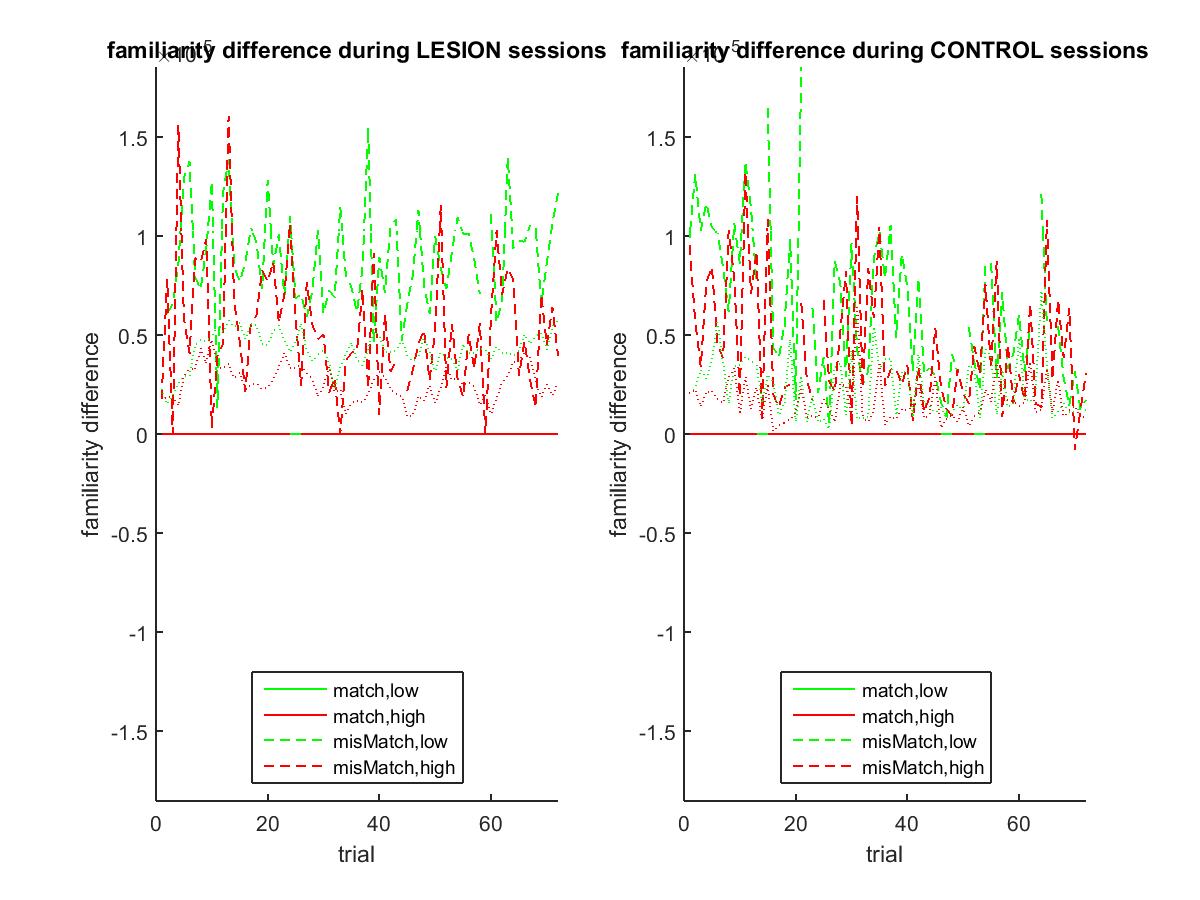 familiarity difference during LESION sessions
familiarity difference during CONTROL sessions
1.5
1
0.5
0
-0.5
-1
-1.5
familiarity difference
match,low
match,high
misMatch,low
misMatch,high
0
20
40
60
trial
1.5
1
0.5
0
-0.5
-1
-1.5
familiarity difference
match,low
match,high
misMatch,low
misMatch,high
0
20
40
60
trial